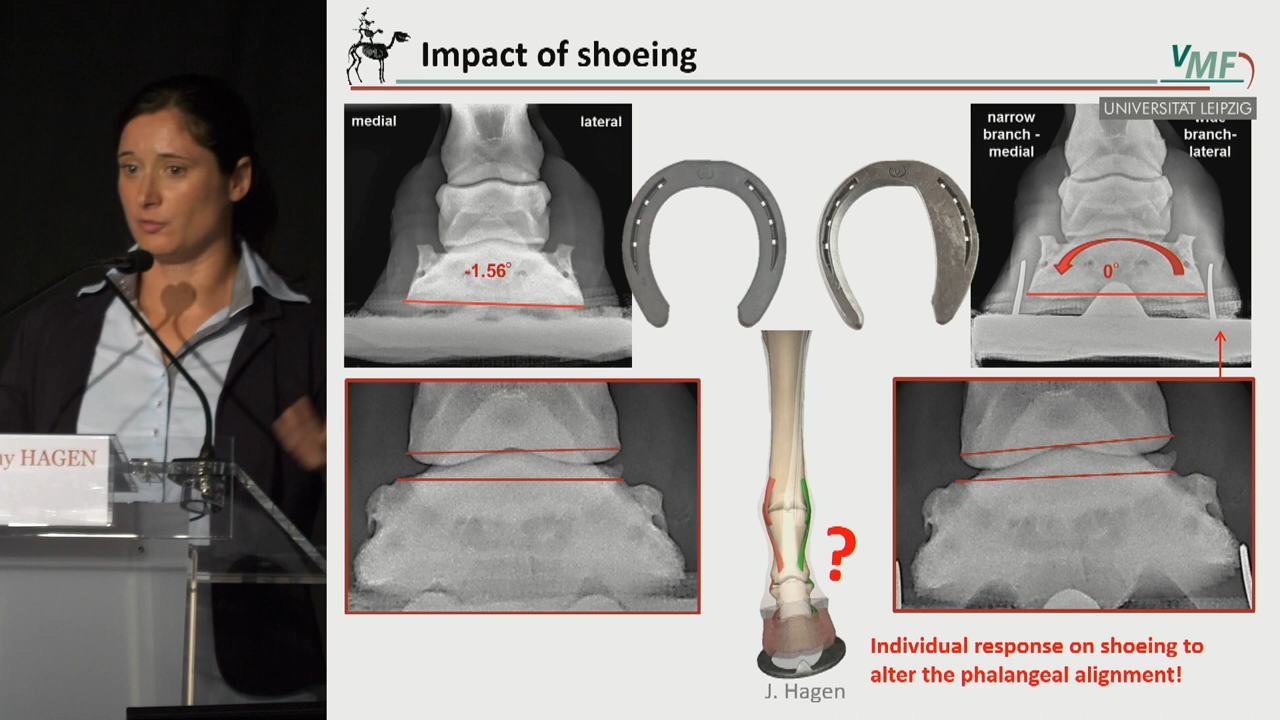 Impact of shoeing
VMF
UNIVERSITÄT LEIPZIG
medial
lateral
narrow
branch -
medial
wide
branch-
lateral
-1.56°
0°
HAGEN
?
Individual response on shoeing to
alter the phalangeal alignment!
J. Hagen